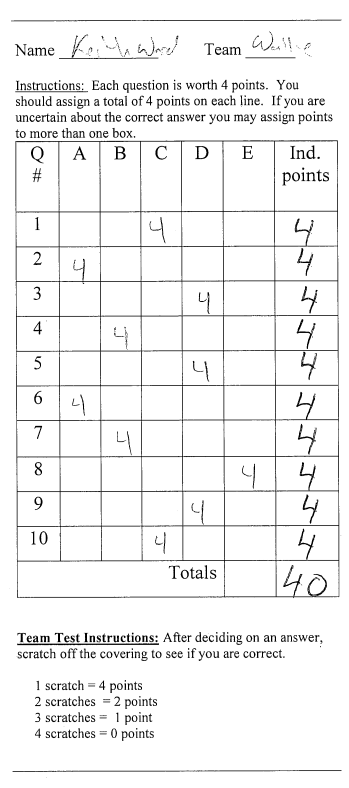 Name Keith Ward Team Wallie
Instructions: Each question is worth 4 points. You
should assign a total of 4 points on each line. If you are
uncertain about the correct answer you may assign points
to more than one box.
Q # A B C D E Ind. points
1 4 4
2 4 4
3 4 4
4 4 4
5 4 4
6 4 4
7 4 4
8 4 4
9 4 4
10 4 4
Totals 40
Team Test Instructions: After deciding on an answer,
scratch off the covering to see if you are correct.
1 scratch = 4 points
2 scratches = 2 points
3 scratches = 1 point
4 scratches = 0 points